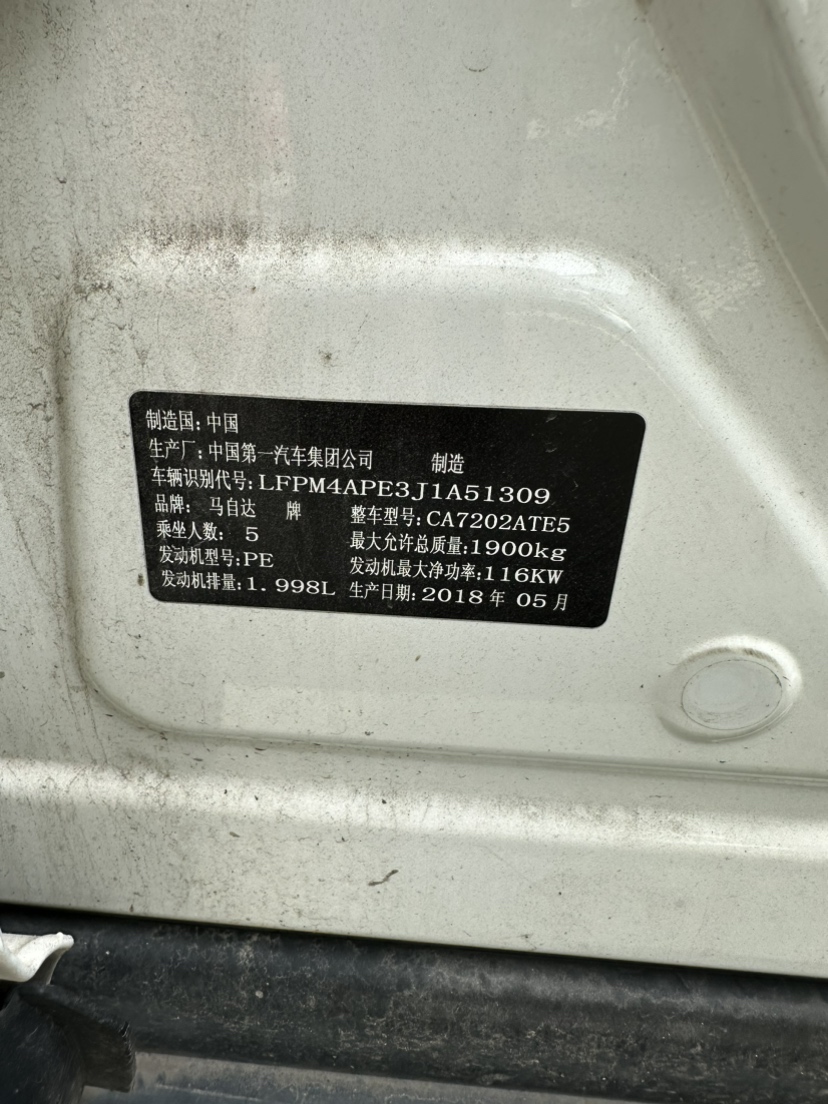 制造国:中国
生产厂:中国第一汽车集团公司 制造
车辆识别代号:LFPM4APE3J1A51309
品牌: 马自达 牌 整车型号:CA7202ATE5
乘坐人数: 5 最大允许总质量:1900kg
发动机型号:PE 发动机最大净功率:116KW
发动机排量:1.998L 生产日期:2018年 05月